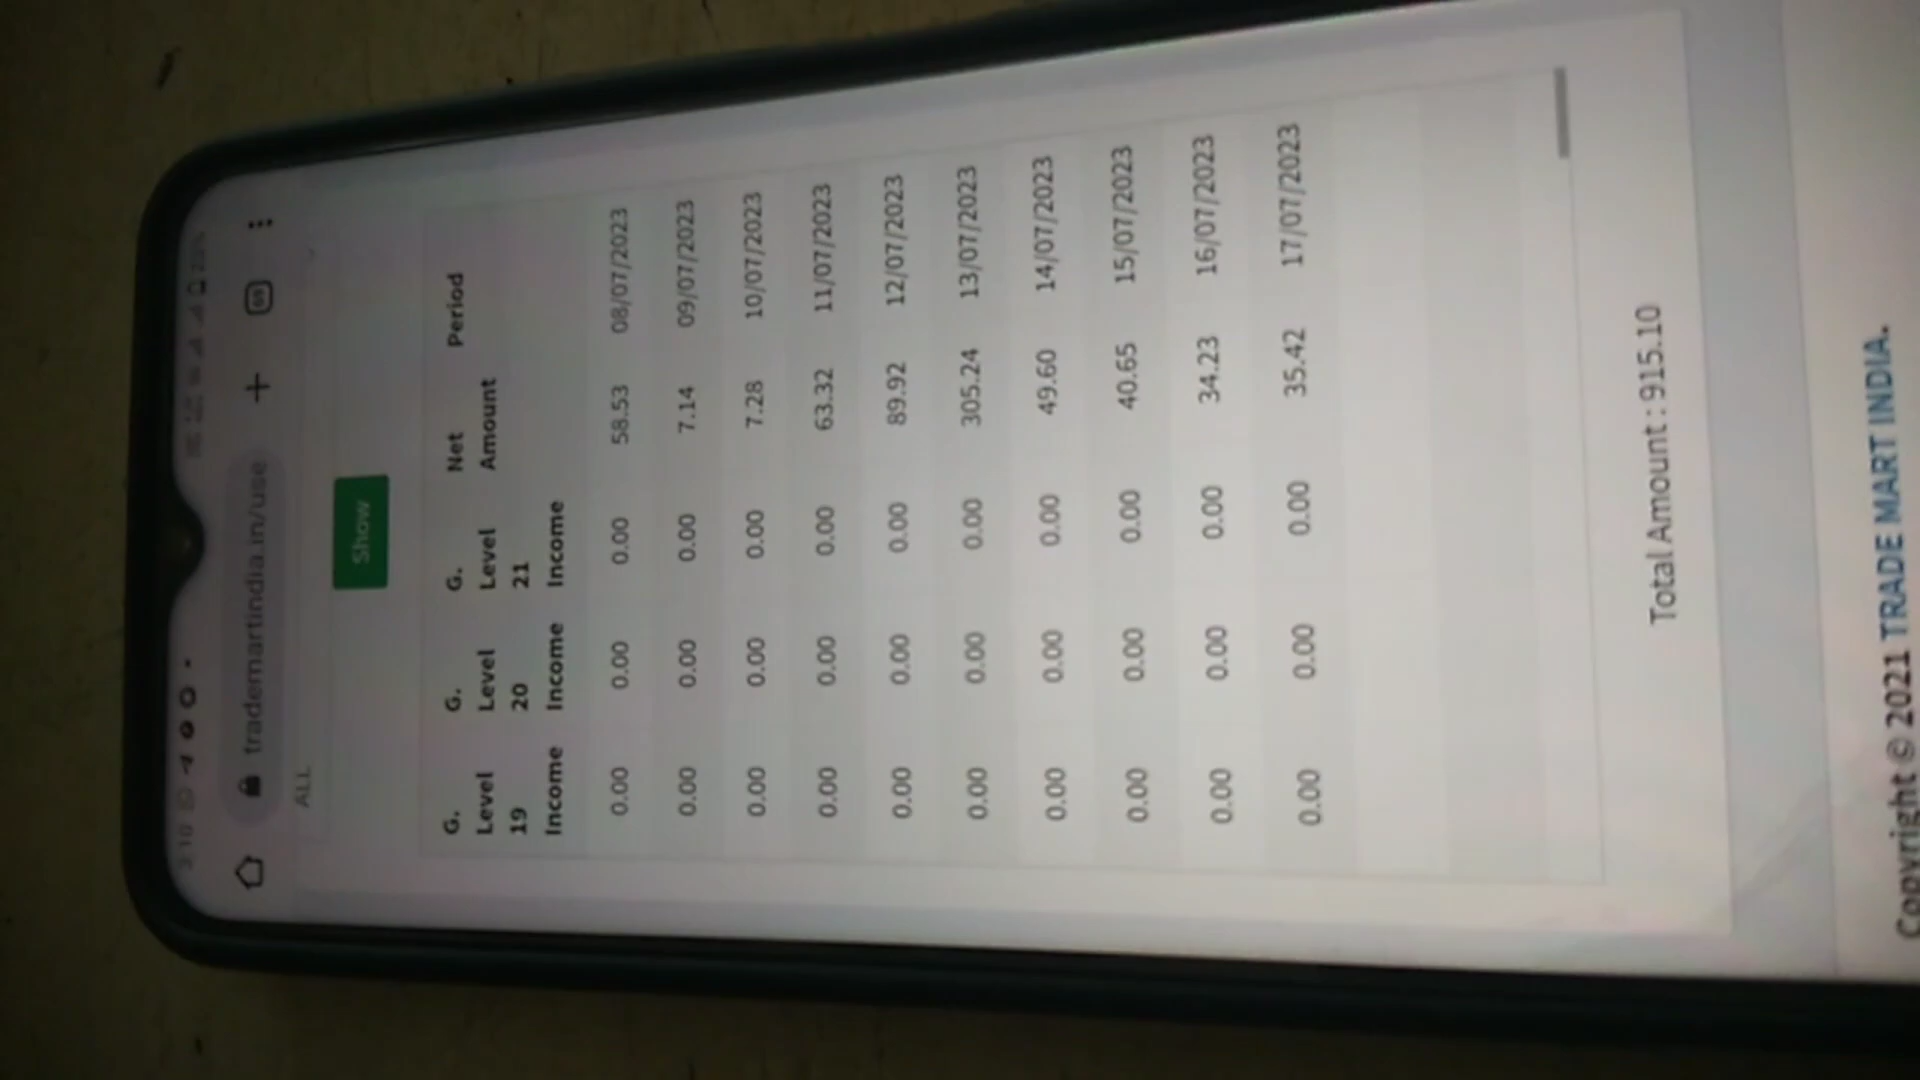 2:10
trademartindia.in/use
69
ALL
Show
G. Level 19 Income G. Level 20 Income G. Level 21 Income Net Amount Period
0.00 0.00 0.00 58.53 08/07/2023
0.00 0.00 0.00 7.14 09/07/2023
0.00 0.00 0.00 7.28 10/07/2023
0.00 0.00 0.00 63.32 11/07/2023
0.00 0.00 0.00 89.92 12/07/2023
0.00 0.00 0.00 305.24 13/07/2023
0.00 0.00 0.00 49.60 14/07/2023
0.00 0.00 0.00 40.65 15/07/2023
0.00 0.00 0.00 34.23 16/07/2023
0.00 0.00 0.00 35.42 17/07/2023
Total Amount : 915.10
Copyright © 2021 TRADE MART INDIA.